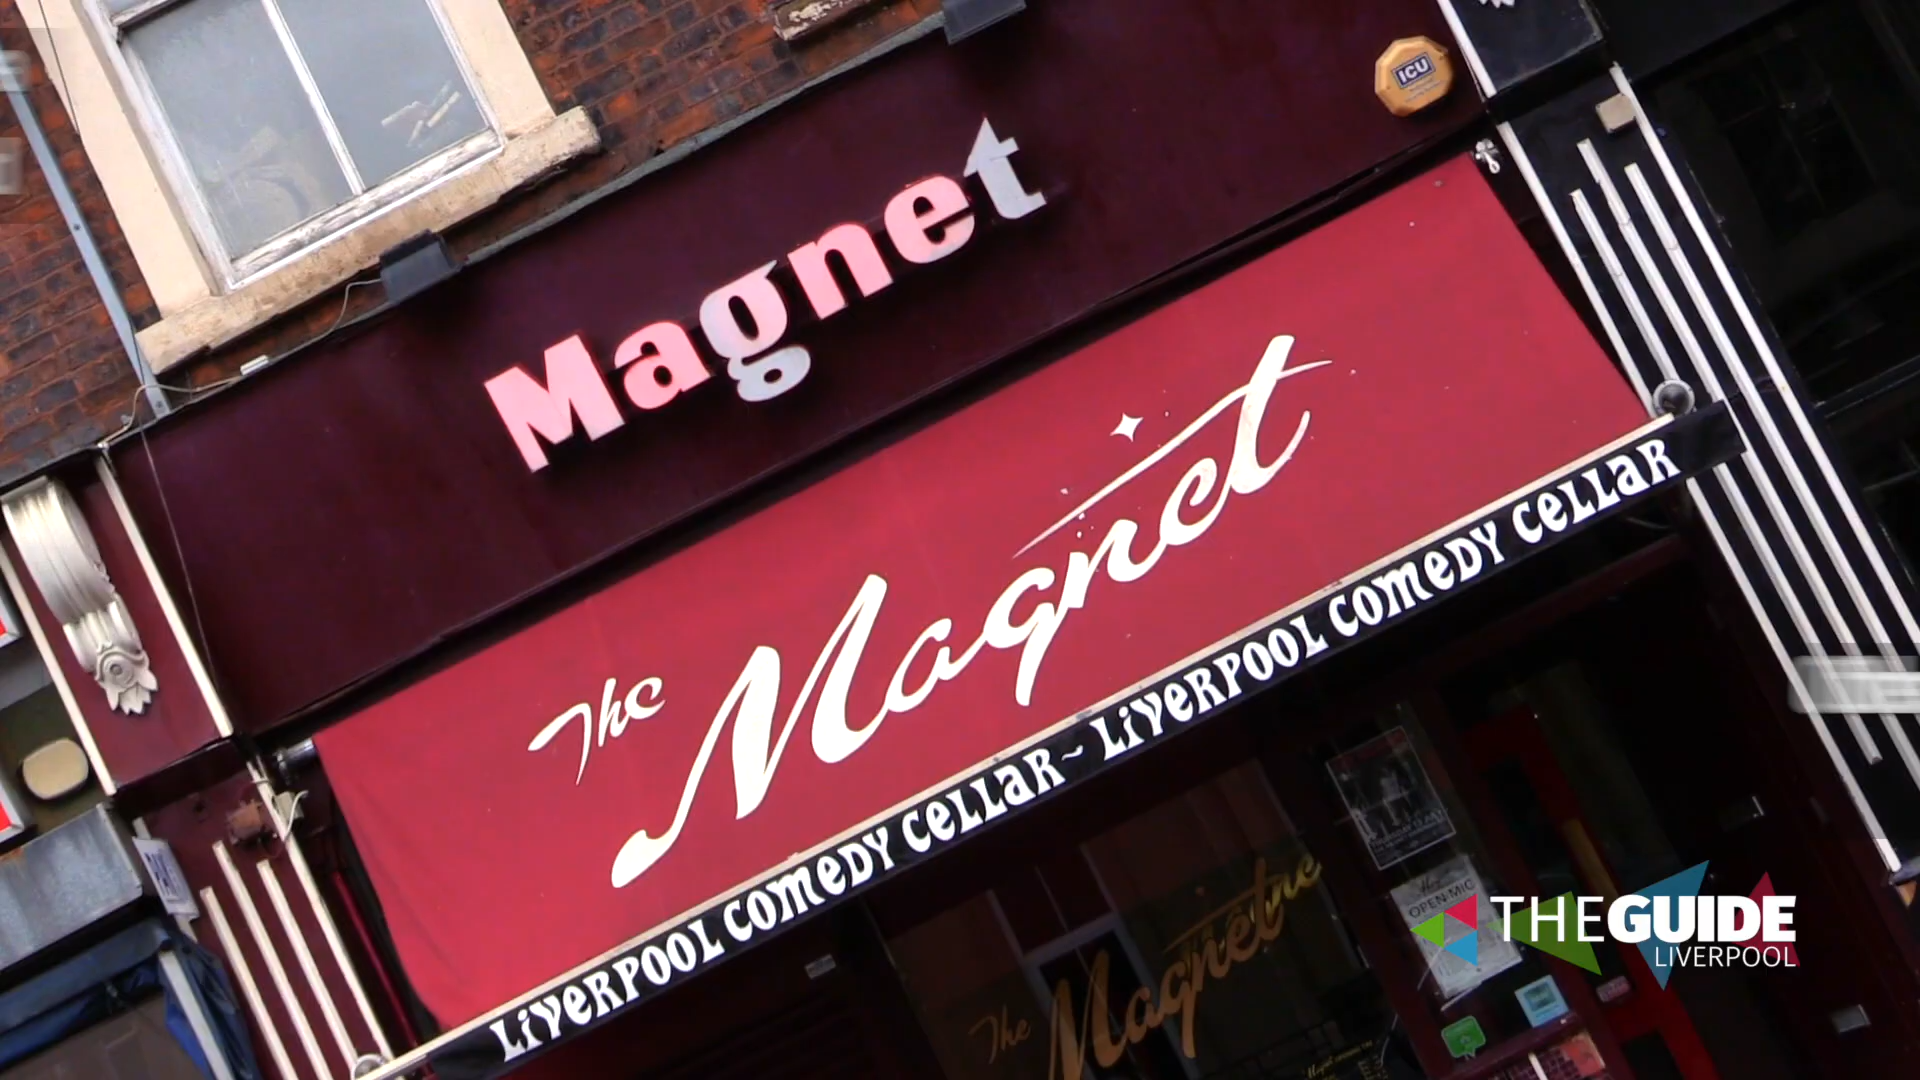 ICU
Magnet
The Magnet
LIVERPOOL COMEDY CELLAR ~ LIVERPOOL COMEDY CELLAR
OPEN-MIC
The Magnet
THEGUIDE
LIVERPOOL